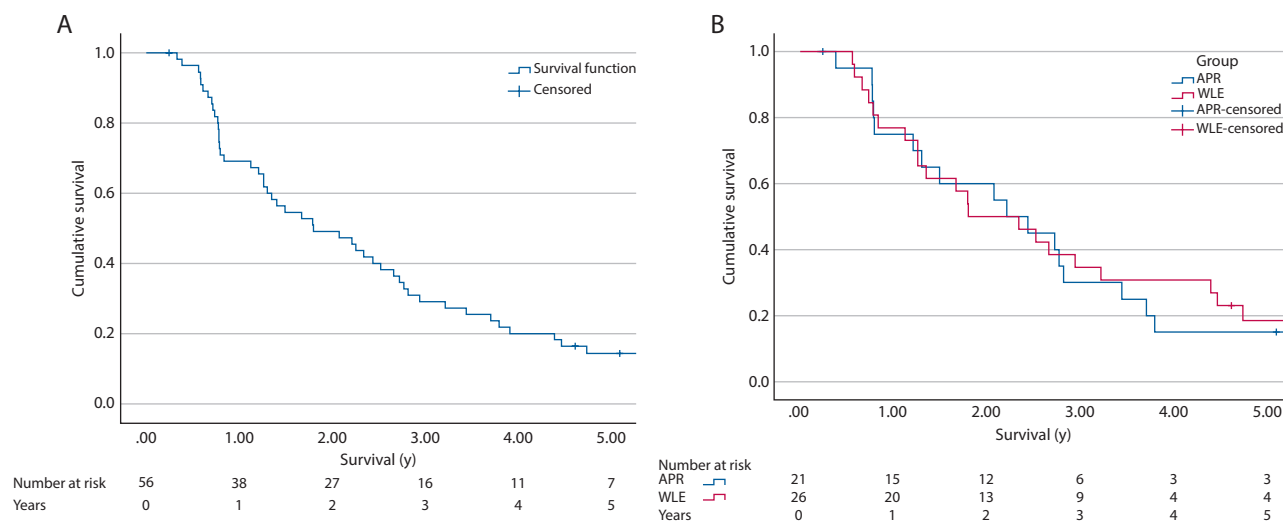 A
Cumulative survival
1.0
0.8
0.6
0.4
0.2
0.0
Survival function
Censored
.00 1.00 2.00 3.00 4.00 5.00
Survival (y)
Number at risk 56 38 27 16 11 7
Years 0 1 2 3 4 5
B
Cumulative survival
1.0
0.8
0.6
0.4
0.2
0.0
Group
APR
WLE
APR-censored
WLE-censored
.00 1.00 2.00 3.00 4.00 5.00
Survival (y)
Number at risk
APR 21 15 12 6 3 3
WLE 26 20 13 9 4 4
Years 0 1 2 3 4 5